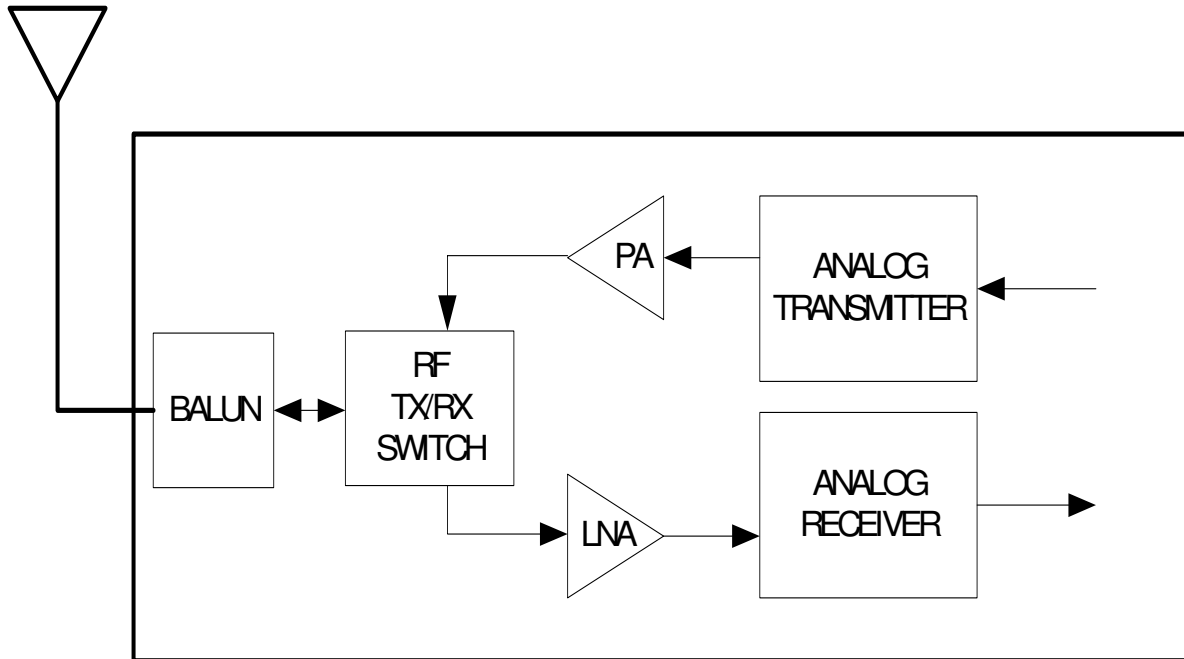 PA
ANALOG
TRANSMITTER
BALUN
RF
TX/RX
SWITCH
LNA
ANALOG
RECEIVER